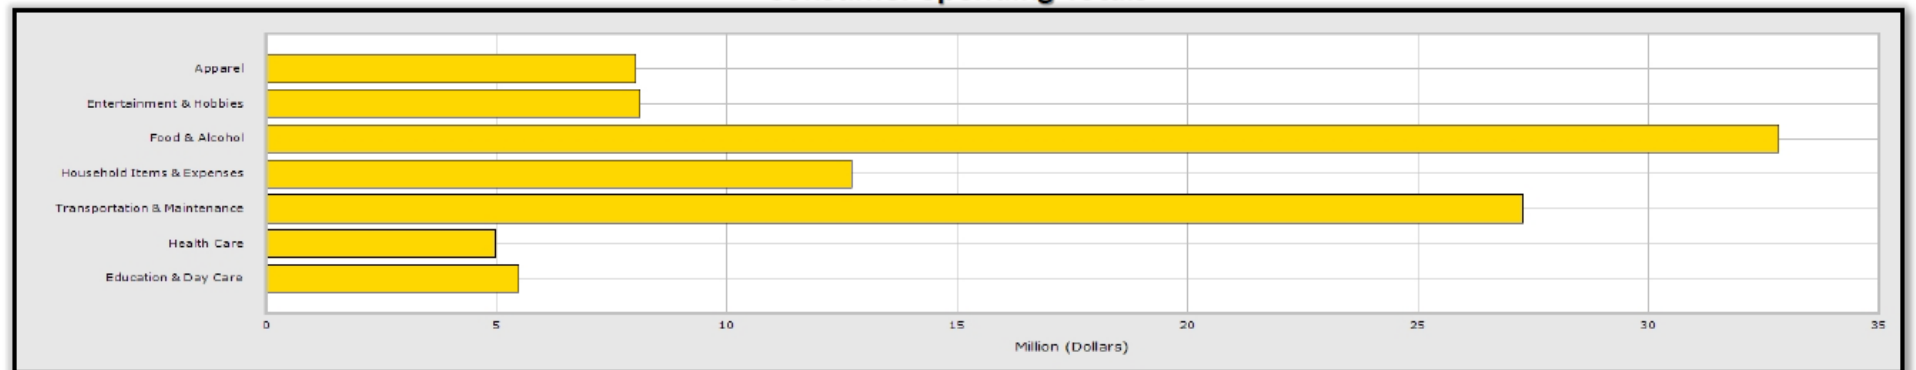 Apparel
Entertainment & Hobbies
Food & Alcohol
Household Items & Expenses
Transportation & Maintenance
Health Care
Education & Day Care
0 5 10 15 20 25 30 35
Million (Dollars)